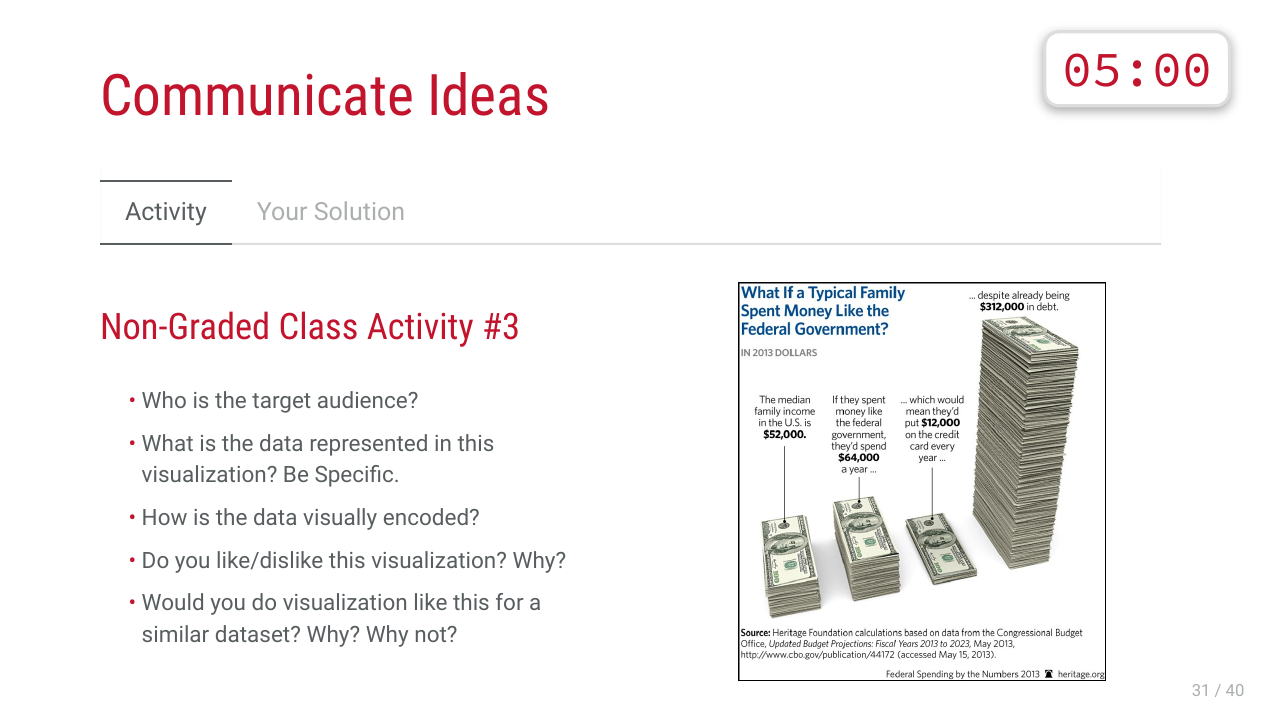 Communicate Ideas
05:00
Activity
Your Solution
Non-Graded Class Activity #3
• Who is the target audience?
• What is the data represented in this
visualization? Be Specific.
• How is the data visually encoded?
• Do you like/dislike this visualization? Why?
• Would you do visualization like this for a
similar dataset? Why? Why not?
What If a Typical Family
Spent Money Like the
Federal Government?
IN 2013 DOLLARS
The median
family income
in the U.S. is
$52,000.
If they spent
money like
the federal
government,
they'd spend
$64,000
a year ...
... which would
mean they'd
put $12,000
on the credit
card every
year ...
... despite already being
$312,000 in debt.
Source: Heritage Foundation calculations based on data from the Congressional Budget
Office, Updated Budget Projections: Fiscal Years 2013 to 2023, May 2013,
http://www.cbo.gov/publication/44172 (accessed May 15, 2013).
Federal Spending by the Numbers 2013 heritage.org
31 / 40